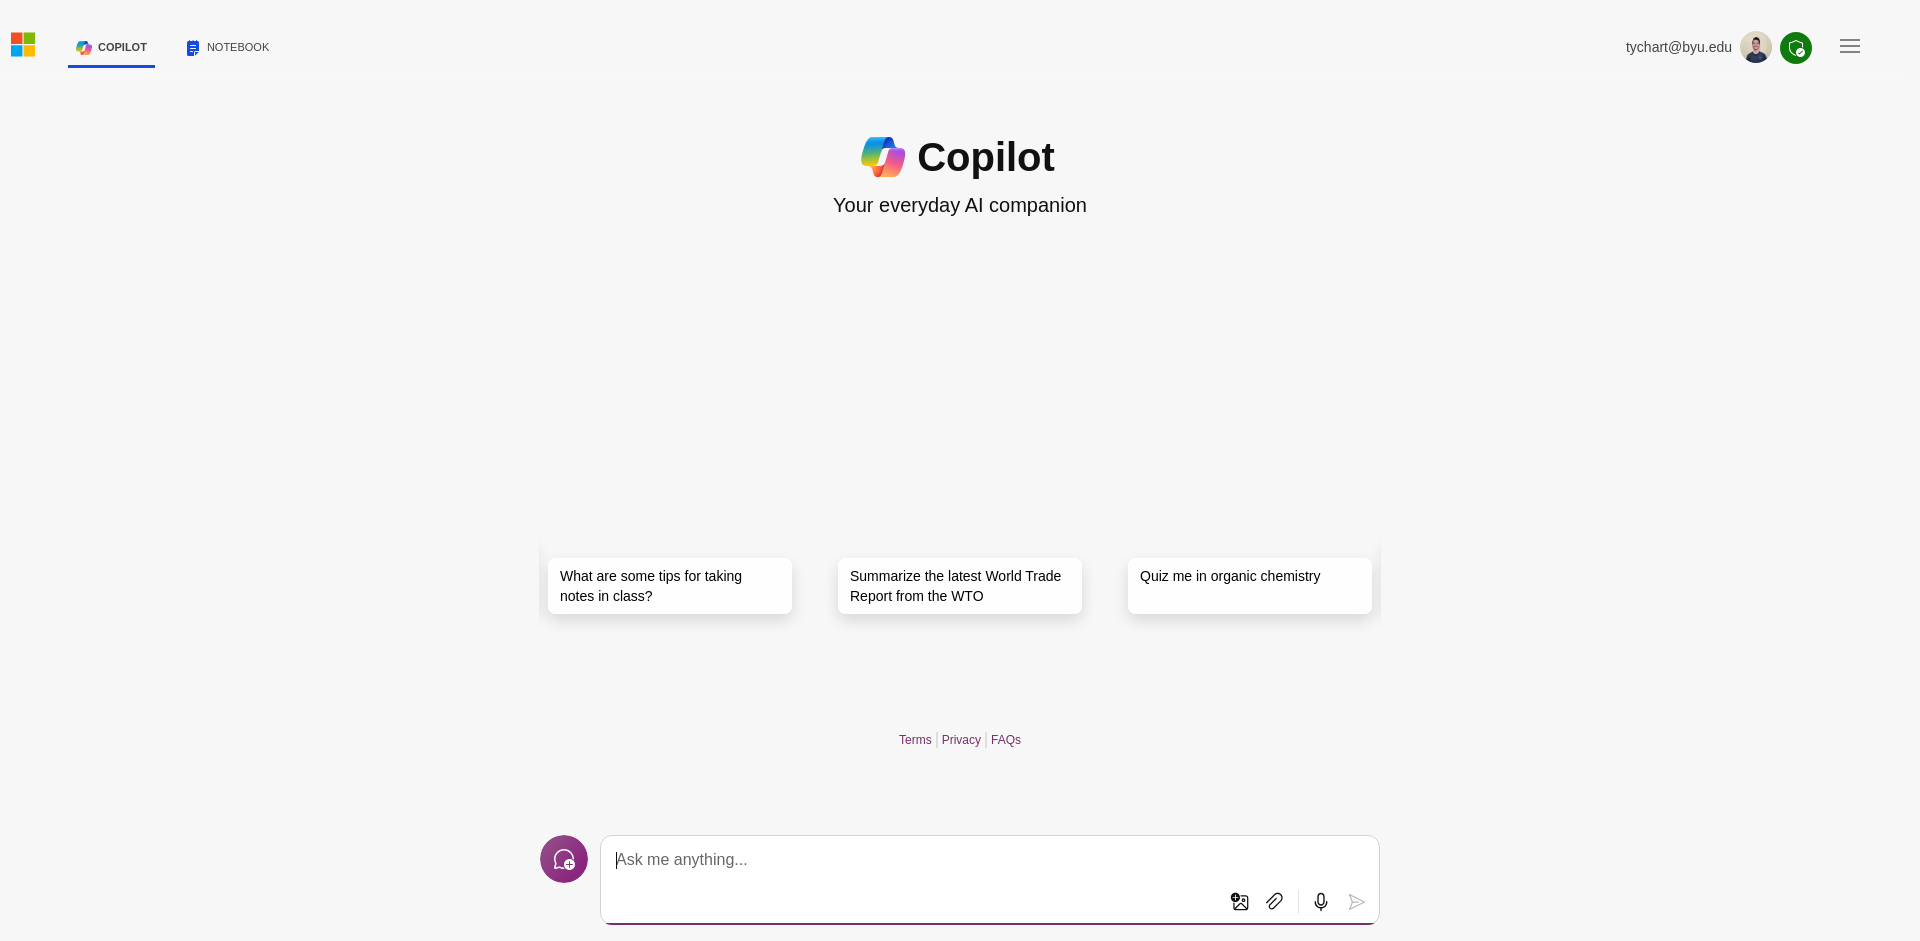 COPILOT
NOTEBOOK
tychart@byu.edu
Copilot
Your everyday AI companion
What are some tips for taking
notes in class?
Summarize the latest World Trade
Report from the WTO
Quiz me in organic chemistry
Terms
Privacy
FAQs
Ask me anything...